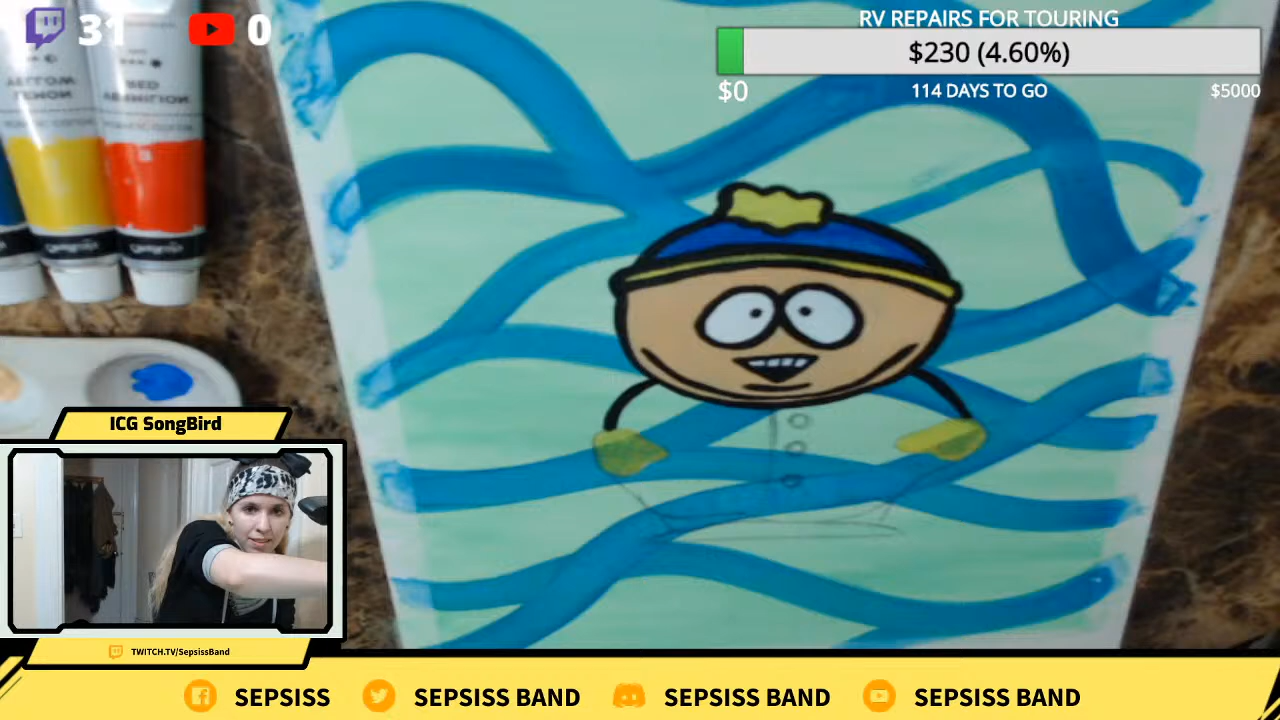 31
0
RV REPAIRS FOR TOURING
$230 (4.60%)
$0
114 DAYS TO GO
$5000
ICG SongBird
TWITCH.TV/SepsissBand
SEPSISS
SEPSISS BAND
SEPSISS BAND
SEPSISS BAND